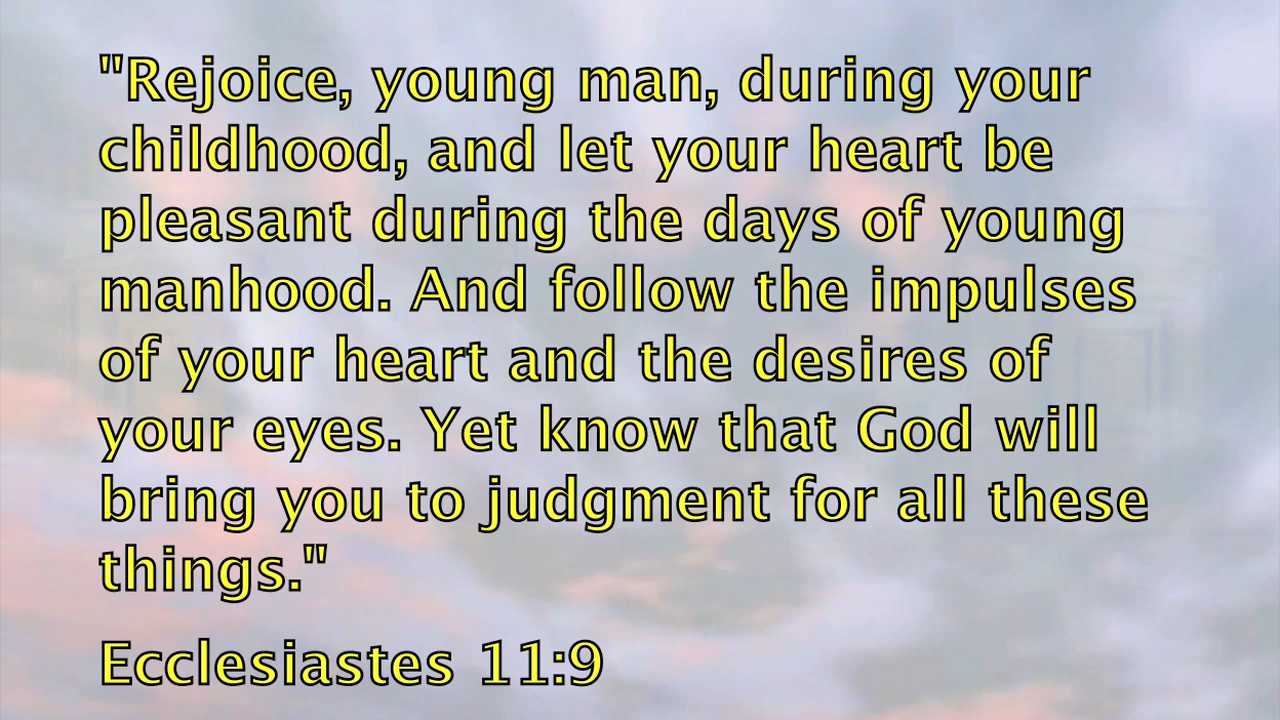 "Rejoice, young man, during your
childhood, and let your heart be
pleasant during the days of young
manhood. And follow the impulses
of your heart and the desires of
your eyes. Yet know that God will
bring you to judgment for all these
things."
Ecclesiastes 11:9